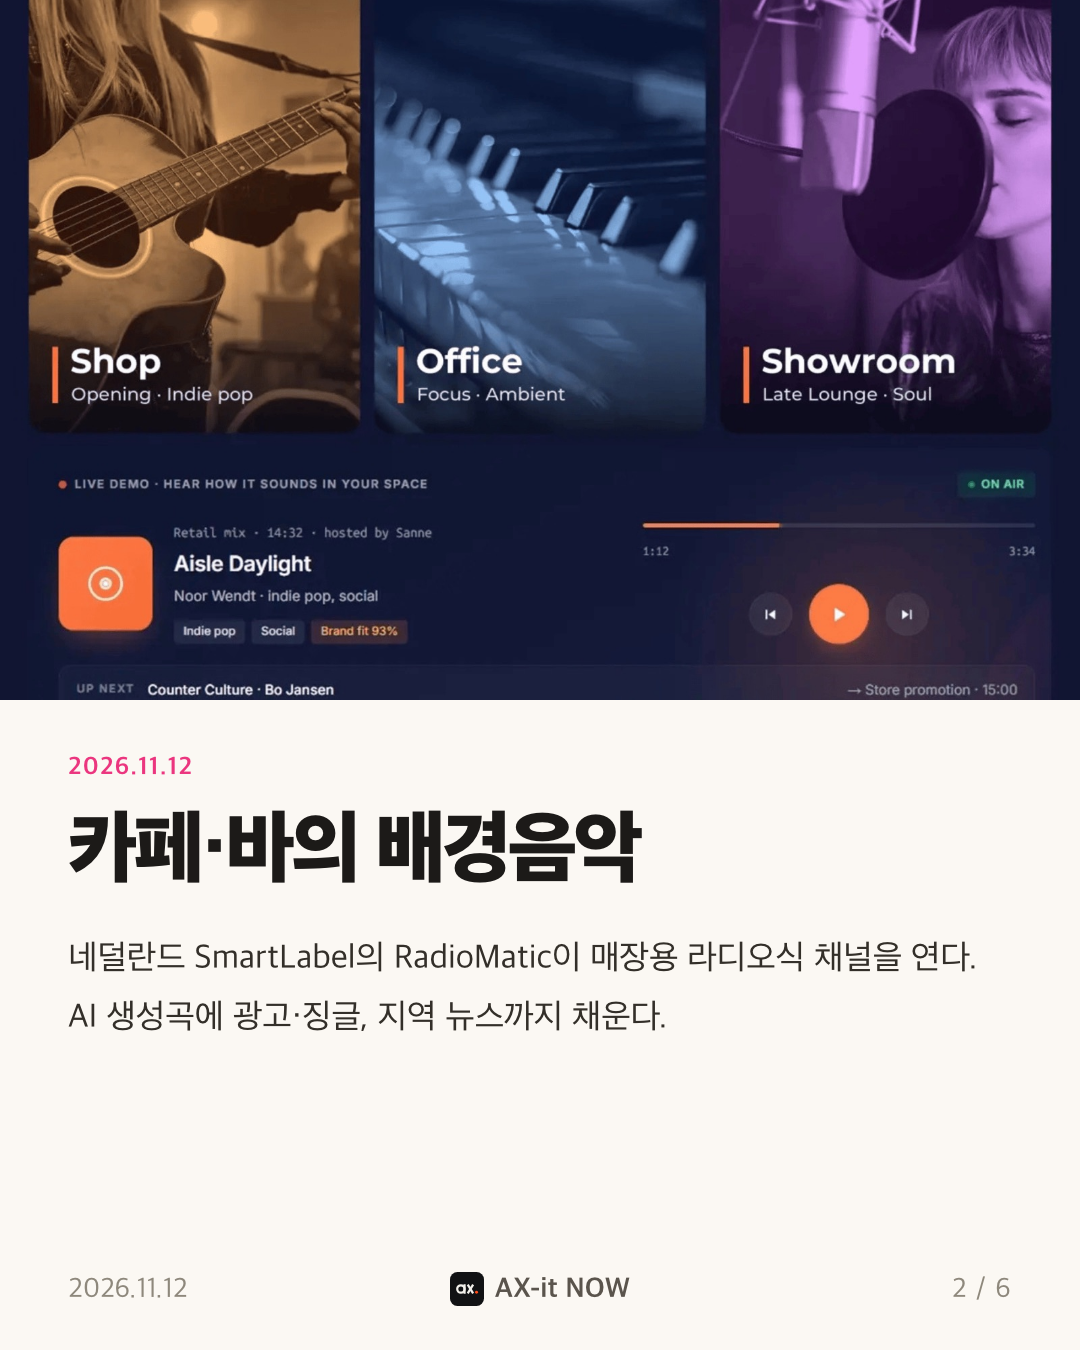 Shop
Opening · Indie pop
Office
Focus · Ambient
Showroom
Late Lounge · Soul
LIVE DEMO · HEAR HOW IT SOUNDS IN YOUR SPACE
ON AIR
Retail mix · 14:32 · hosted by Sanne
Aisle Daylight
Noor Wendt · indie pop, social
Indie pop
Social
Brand fit 93%
1:12
3:34
UP NEXT Counter Culture · Bo Jansen
→ Store promotion · 15:00
2026.11.12
카페·바의 배경음악
네덜란드 SmartLabel의 RadioMatic이 매장용 라디오식 채널을 연다.
AI 생성곡에 광고·징글, 지역 뉴스까지 채운다.
2026.11.12
ax. AX-it NOW
2 / 6